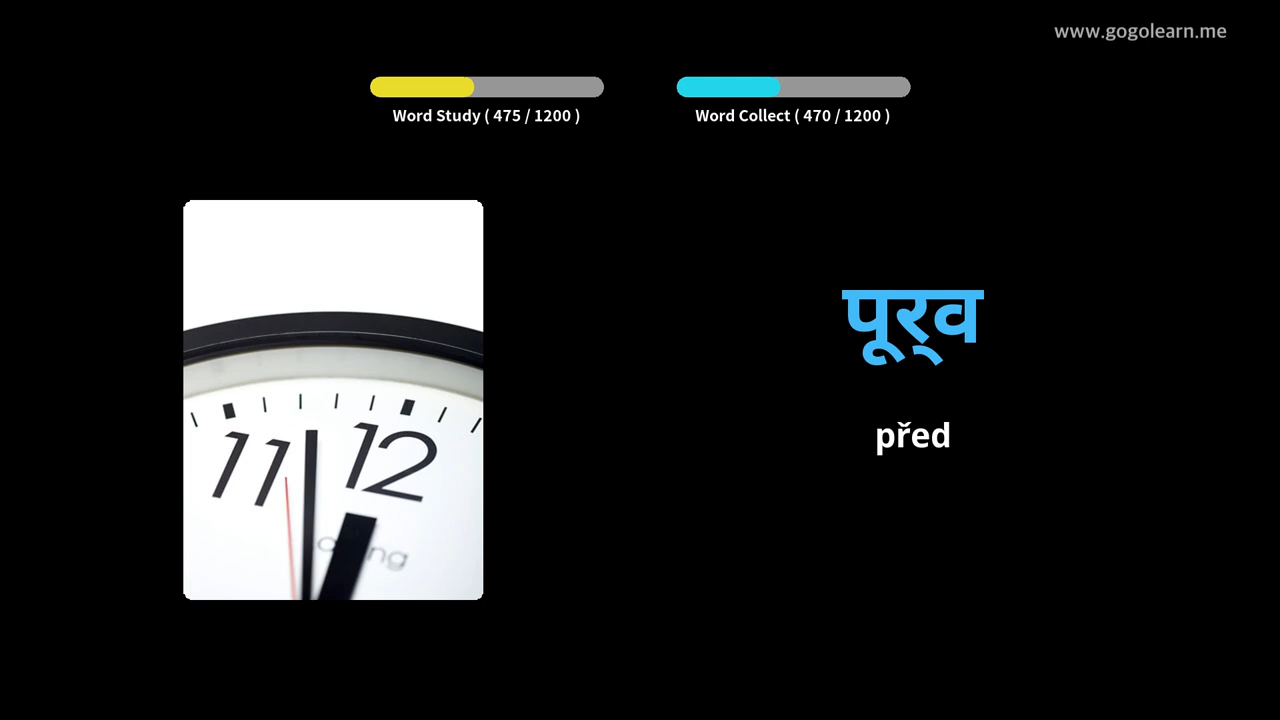 www.gogolearn.me
Word Study ( 475 / 1200 )
Word Collect ( 470 / 1200 )
11
12
पूर्‌व
před